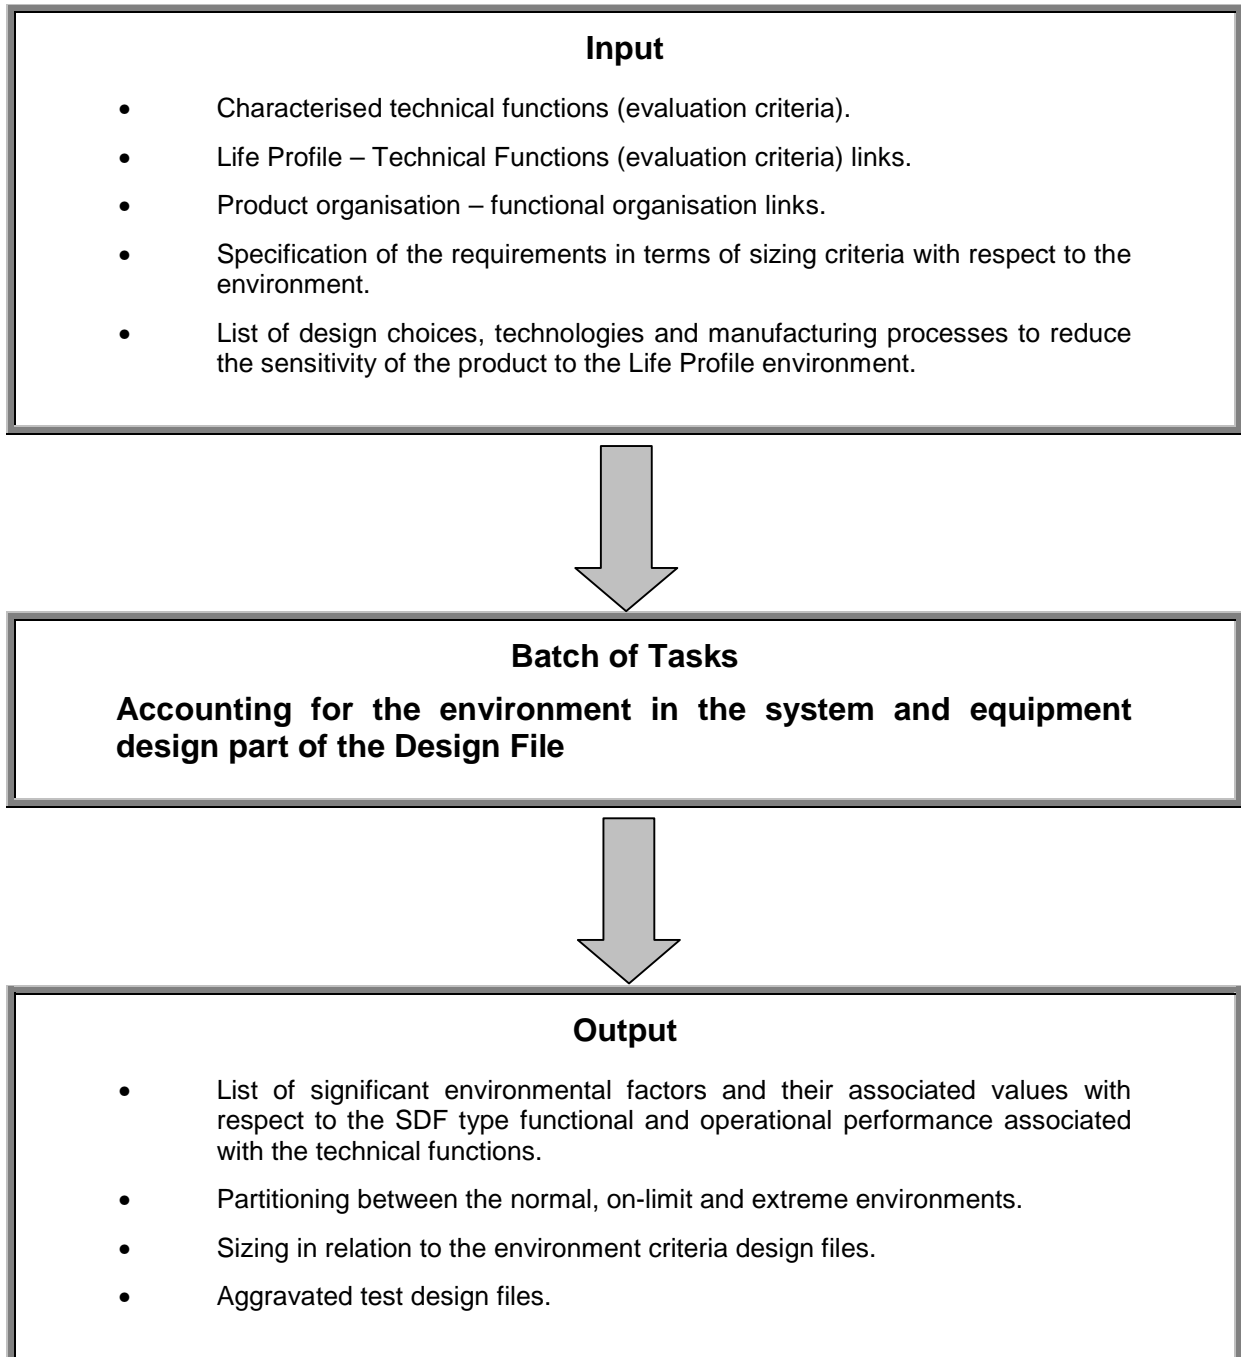 Input
• Characterised technical functions (evaluation criteria).
• Life Profile – Technical Functions (evaluation criteria) links.
• Product organisation – functional organisation links.
• Specification of the requirements in terms of sizing criteria with respect to the
environment.
• List of design choices, technologies and manufacturing processes to reduce
the sensitivity of the product to the Life Profile environment.
Batch of Tasks
Accounting for the environment in the system and equipment
design part of the Design File
Output
• List of significant environmental factors and their associated values with
respect to the SDF type functional and operational performance associated
with the technical functions.
• Partitioning between the normal, on-limit and extreme environments.
• Sizing in relation to the environment criteria design files.
• Aggravated test design files.